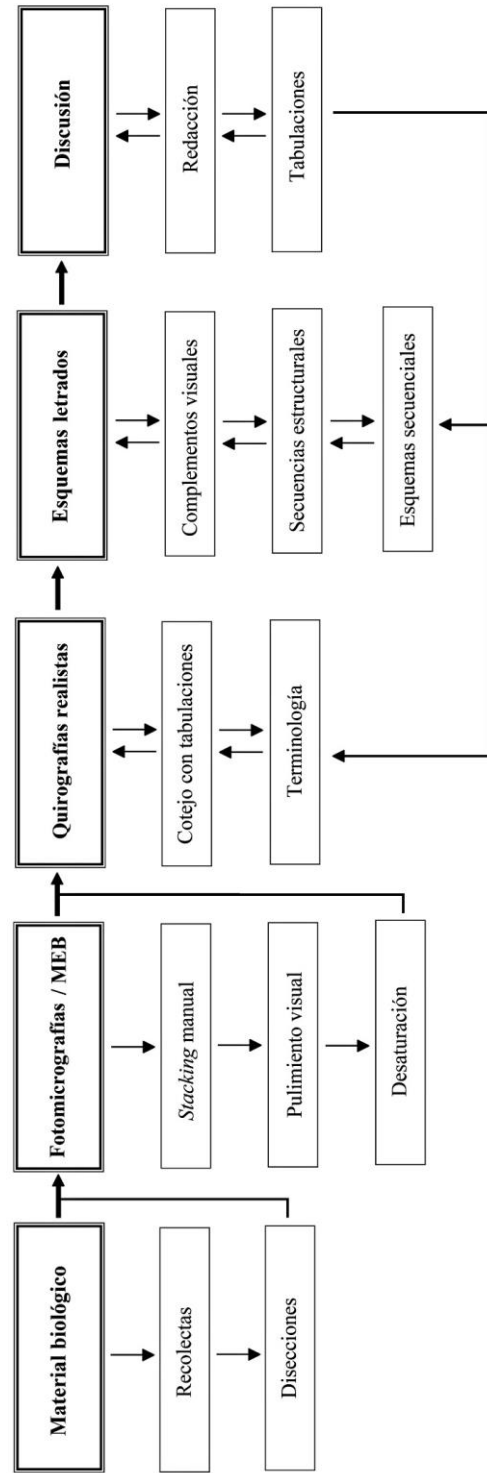 Material biológico
Recolectas
Disecciones
Fotomicrografías / MEB
Stacking manual
Pulimiento visual
Desaturación
Quirografías realistas
Cotejo con tabulaciones
Terminología
Esquemas letrados
Complementos visuales
Secuencias estructurales
Esquemas secuenciales
Discusión
Redacción
Tabulaciones